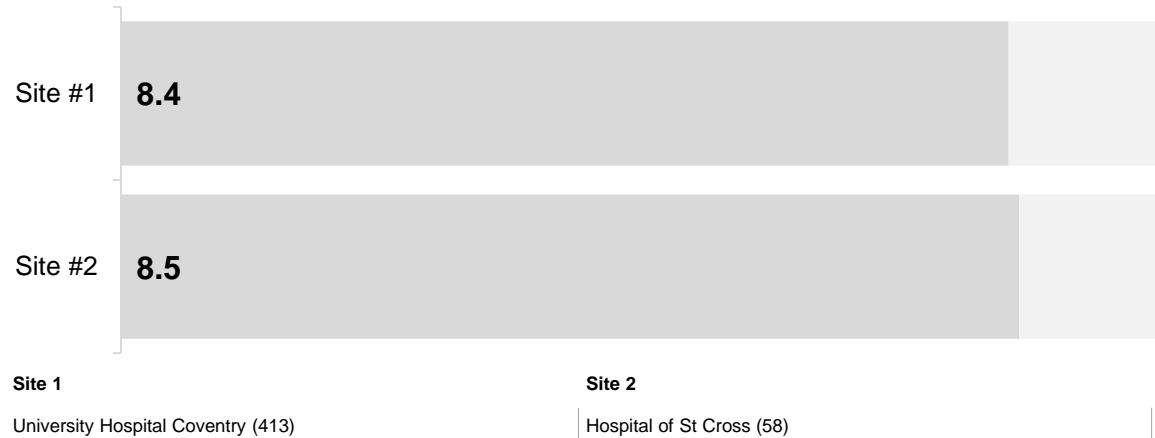 Site #1 8.4
Site #2 8.5
Site 1 Site 2
University Hospital Coventry (413) Hospital of St Cross (58)